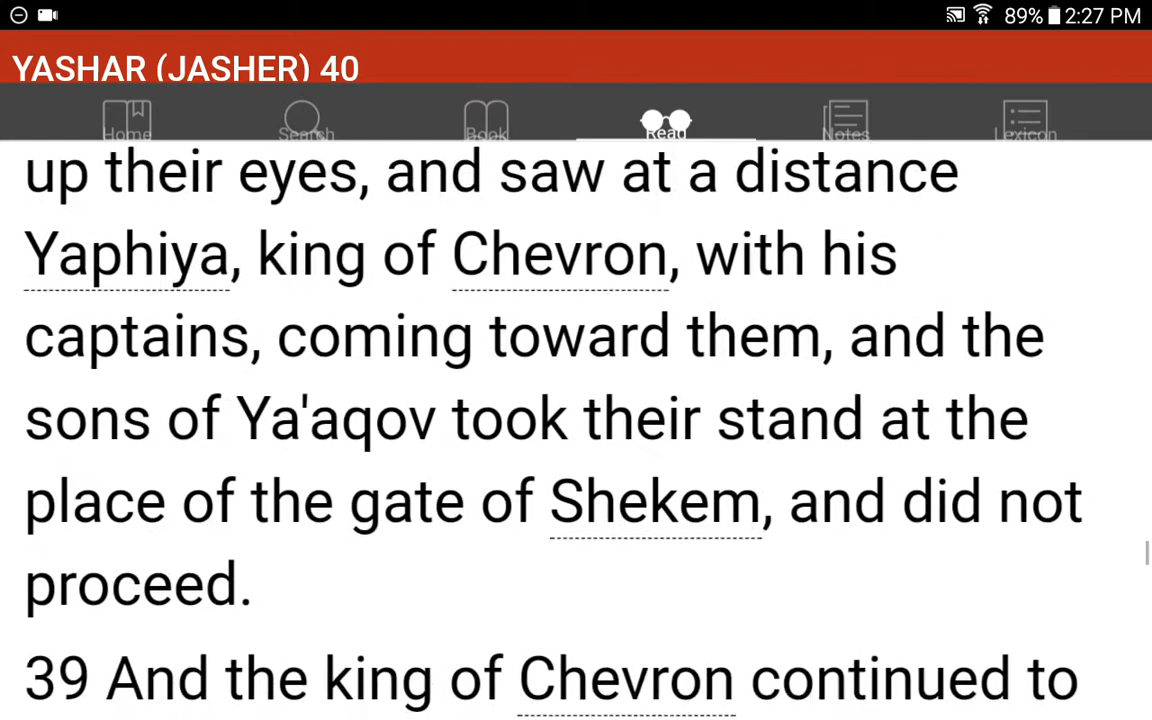 89% 2:27 PM
YASHAR (JASHER) 40
Home Search Book Read Notes Lexicon
up their eyes, and saw at a distance
Yaphiya, king of Chevron, with his
captains, coming toward them, and the
sons of Ya'aqov took their stand at the
place of the gate of Shekem, and did not
proceed.
39 And the king of Chevron continued to